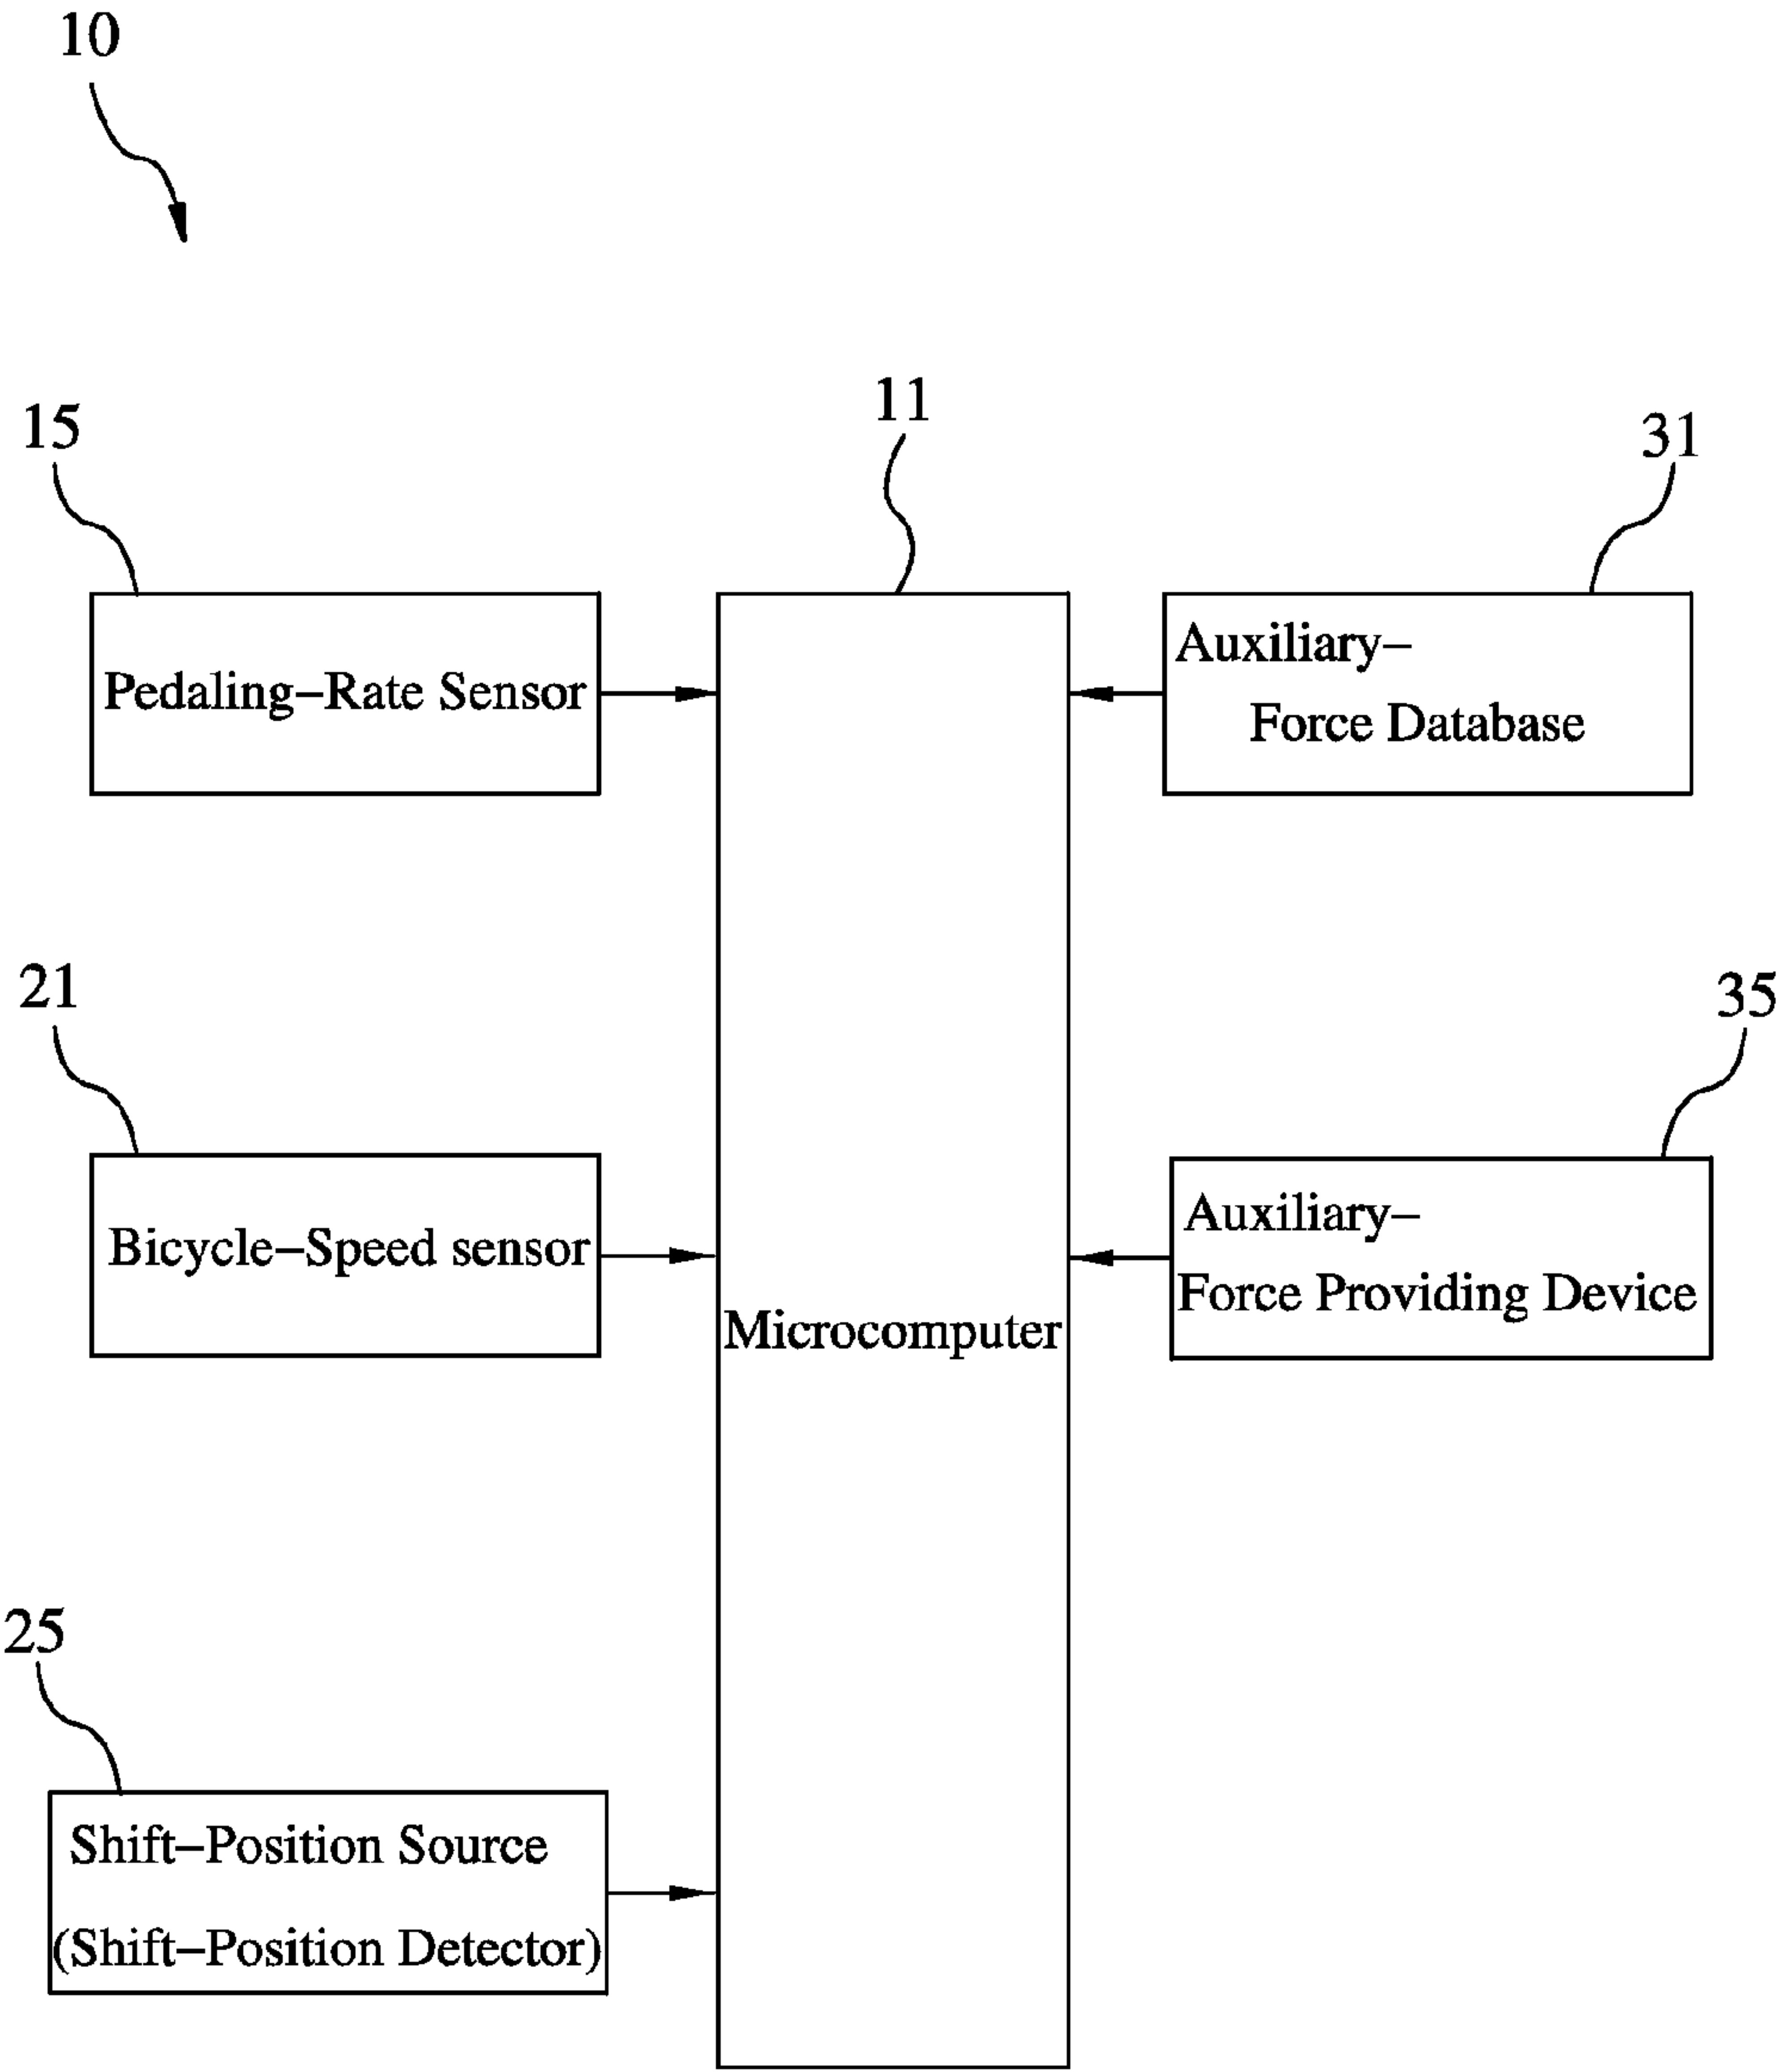 10
15
11
31
Pedaling–Rate Sensor
Auxiliary–
Force Database
21
35
Bicycle–Speed sensor
Microcomputer
Auxiliary–
Force Providing Device
25
Shift–Position Source
(Shift–Position Detector)